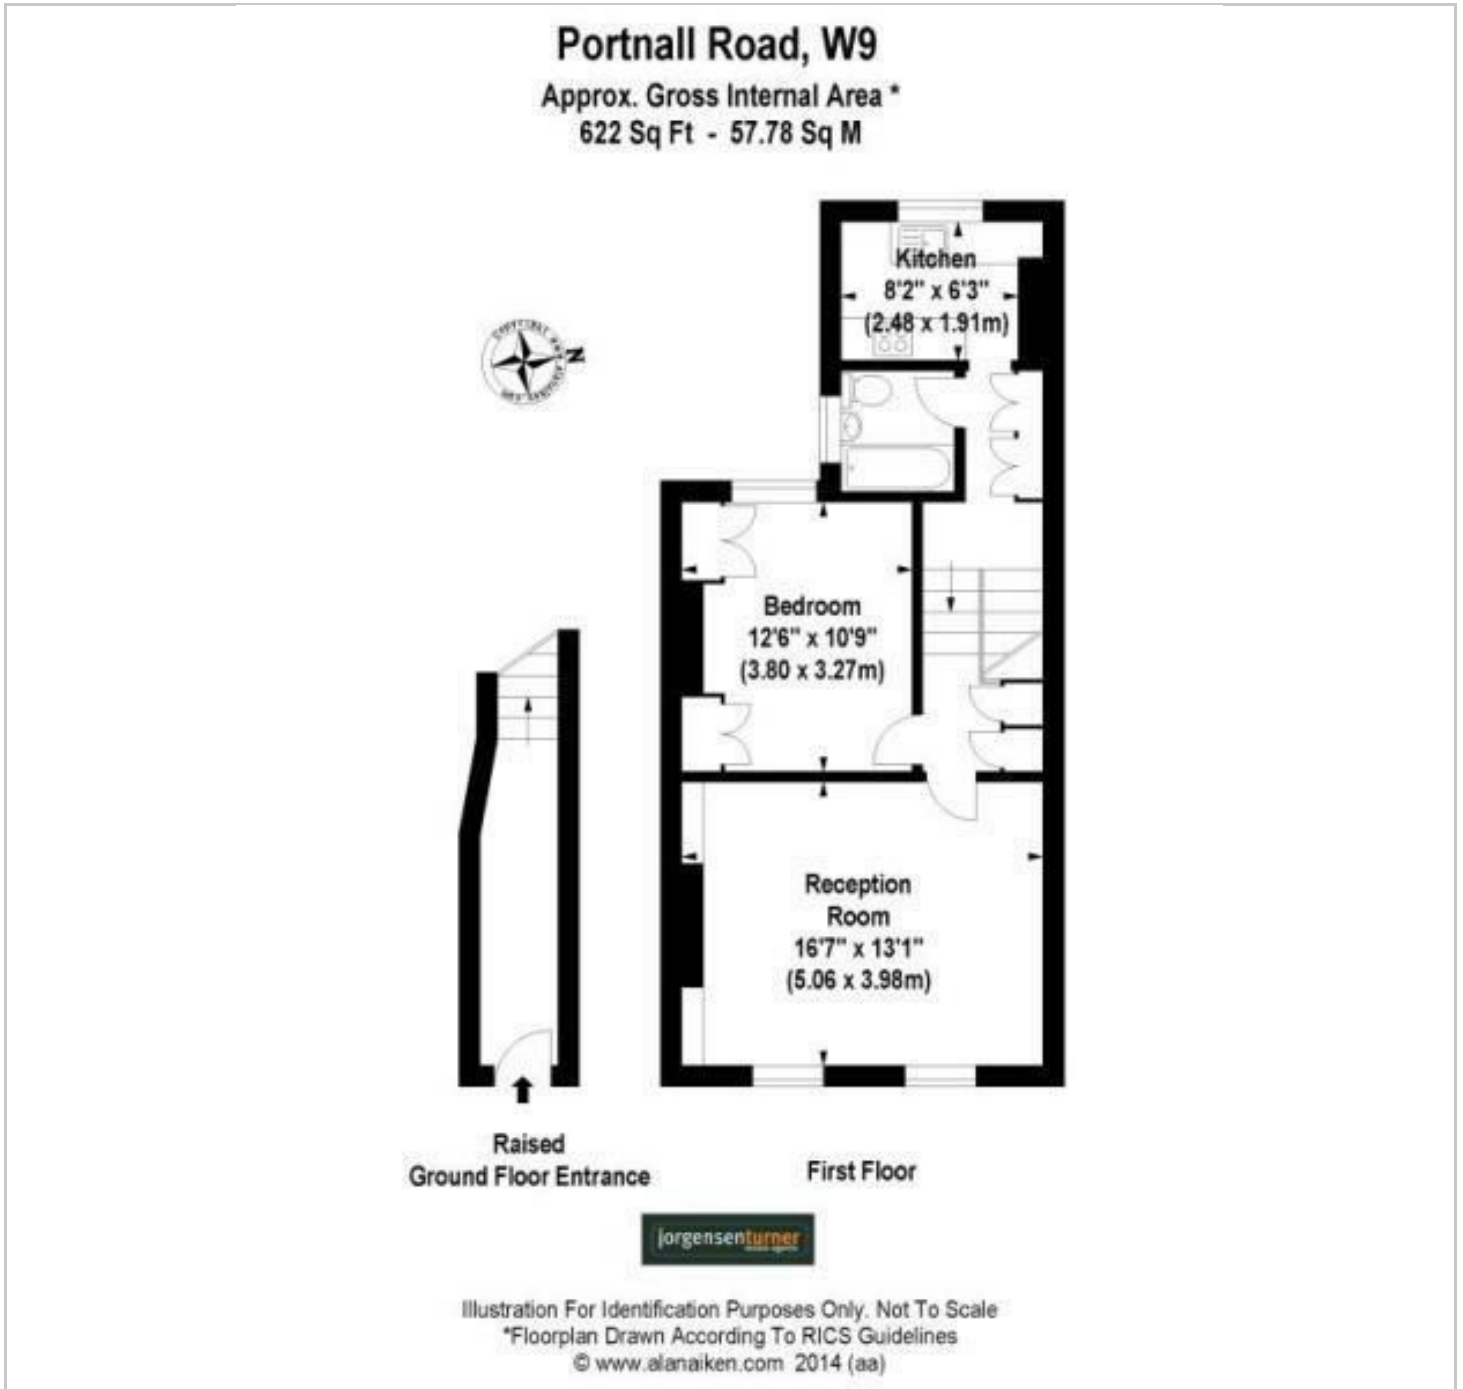 Portnall Road, W9
Approx. Gross Internal Area *
622 Sq Ft - 57.78 Sq M
Kitchen
8'2" x 6'3"
(2.48 x 1.91m)
N
Bedroom
12'6" x 10'9"
(3.80 x 3.27m)
Reception
Room
16'7" x 13'1"
(5.06 x 3.98m)
Raised
Ground Floor Entrance
First Floor
jorgensenturner
Illustration For Identification Purposes Only. Not To Scale
*Floorplan Drawn According To RICS Guidelines
© www.alanaiken.com 2014 (aa)